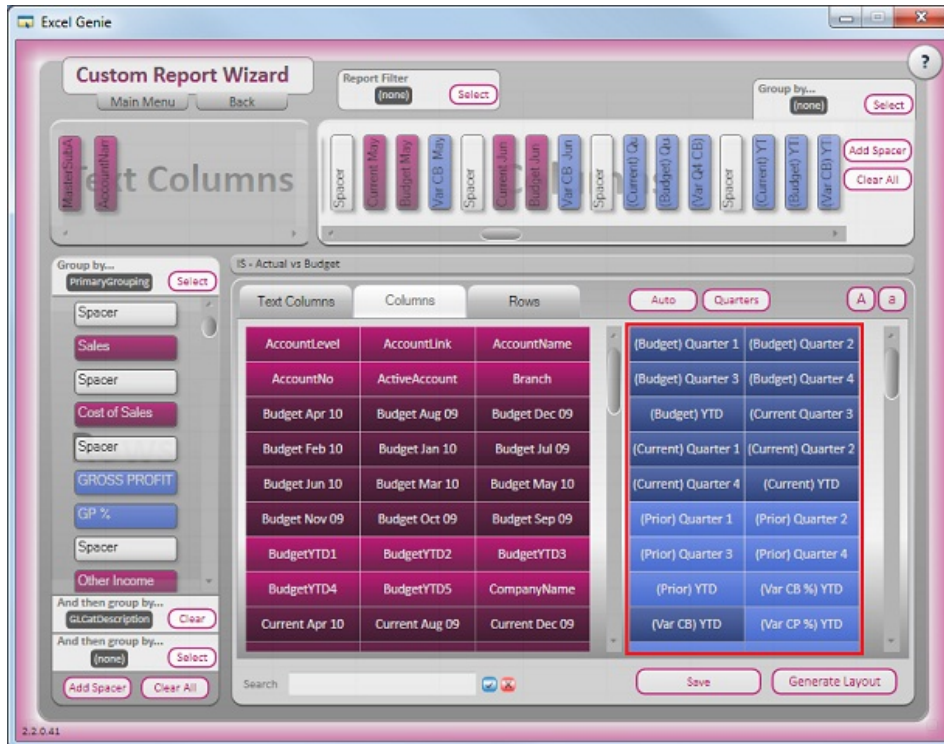 Excel Genie
?
Custom Report Wizard
Main Menu Back
Report Filter
(none) Select
Group by...
(none) Select
Text Columns
MasterSubA
AccountNam
Spacer
Current May
Budget May
Var CB May
Spacer
Current Jun
Budget Jun
Var CB Jun
Spacer
(Current) Qu
(Budget) Qu
(Var Q4 CB)
Spacer
(Current) YT
(Budget) YTI
(Var CB) YT
Add Spacer
Clear All
Group by...
PrimaryGrouping Select
Spacer
Sales
Spacer
Cost of Sales
Spacer
GROSS PROFIT
GP %
Spacer
Other Income
And then group by...
GLCatDescription Clear
And then group by...
(none) Select
Add Spacer Clear All
IS - Actual vs Budget
Text Columns Columns Rows Auto Quarters A a
AccountLevel AccountLink AccountName (Budget) Quarter 1 (Budget) Quarter 2
AccountNo ActiveAccount Branch (Budget) Quarter 3 (Budget) Quarter 4
Budget Apr 10 Budget Aug 09 Budget Dec 09 (Budget) YTD (Current Quarter 3
Budget Feb 10 Budget Jan 10 Budget Jul 09 (Current) Quarter 1 (Current) Quarter 2
Budget Jun 10 Budget Mar 10 Budget May 10 (Current) Quarter 4 (Current) YTD
Budget Nov 09 Budget Oct 09 Budget Sep 09 (Prior) Quarter 1 (Prior) Quarter 2
BudgetYTD1 BudgetYTD2 BudgetYTD3 (Prior) Quarter 3 (Prior) Quarter 4
BudgetYTD4 BudgetYTD5 CompanyName (Prior) YTD (Var CB %) YTD
Current Apr 10 Current Aug 09 Current Dec 09 (Var CB) YTD (Var CP %) YTD
Search Save Generate Layout
2.2.0.41